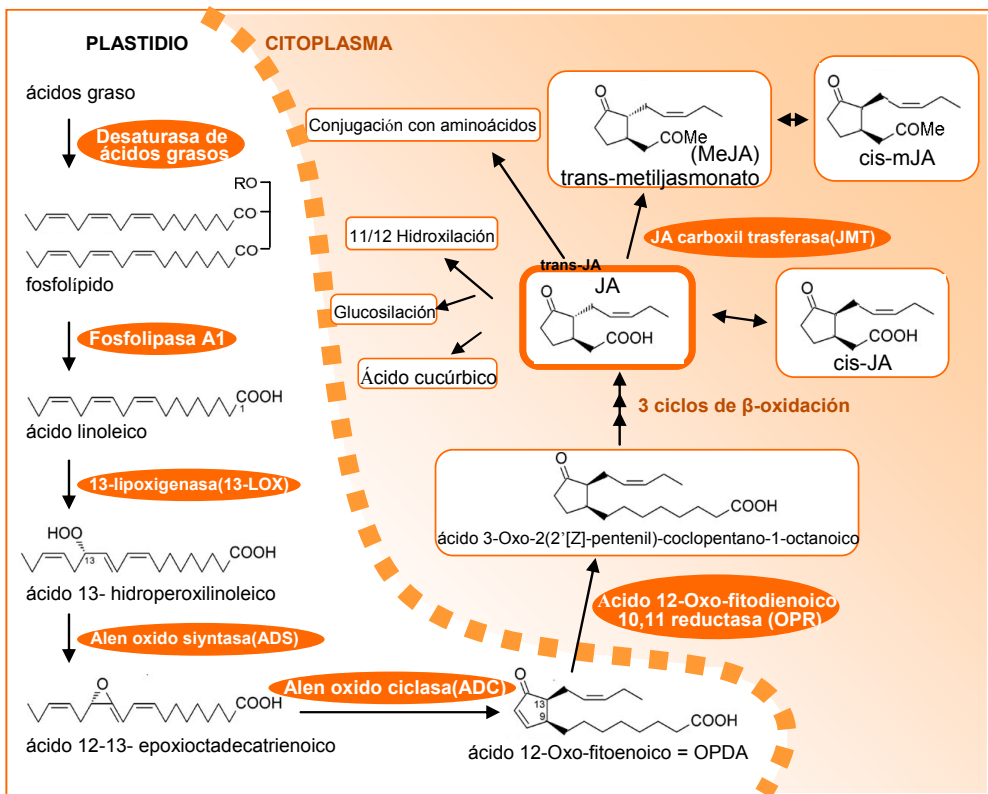 PLASTIDIO
CITOPLASMA
ácidos graso
Desaturasa de
ácidos grasos
RO
CO
CO
fosfolípido
Fosfolipasa A1
COOH
1
ácido linoleico
13-lipoxigenasa(13-LOX)
HOO
13
COOH
ácido 13- hidroperoxilinoleico
Alen oxido siyntasa(ADS)
O
COOH
ácido 12-13- epoxioctadecatrienoico
Alen oxido ciclasa(ADC)
O
13
9
COOH
ácido 12-Oxo-fitoenoico = OPDA
Acido 12-Oxo-fitodienoico
10,11 reductasa (OPR)
O
COOH
ácido 3-Oxo-2(2'[Z]-pentenil)-coclopentano-1-octanoico
3 ciclos de β-oxidación
trans-JA
JA
O
COOH
O
COOH
cis-JA
JA carboxil trasferasa(JMT)
O
COMe
(MeJA)
trans-metiljasmonato
O
COMe
cis-mJA
Conjugación con aminoácidos
11/12 Hidroxilación
Glucosilación
Ácido cucúrbico